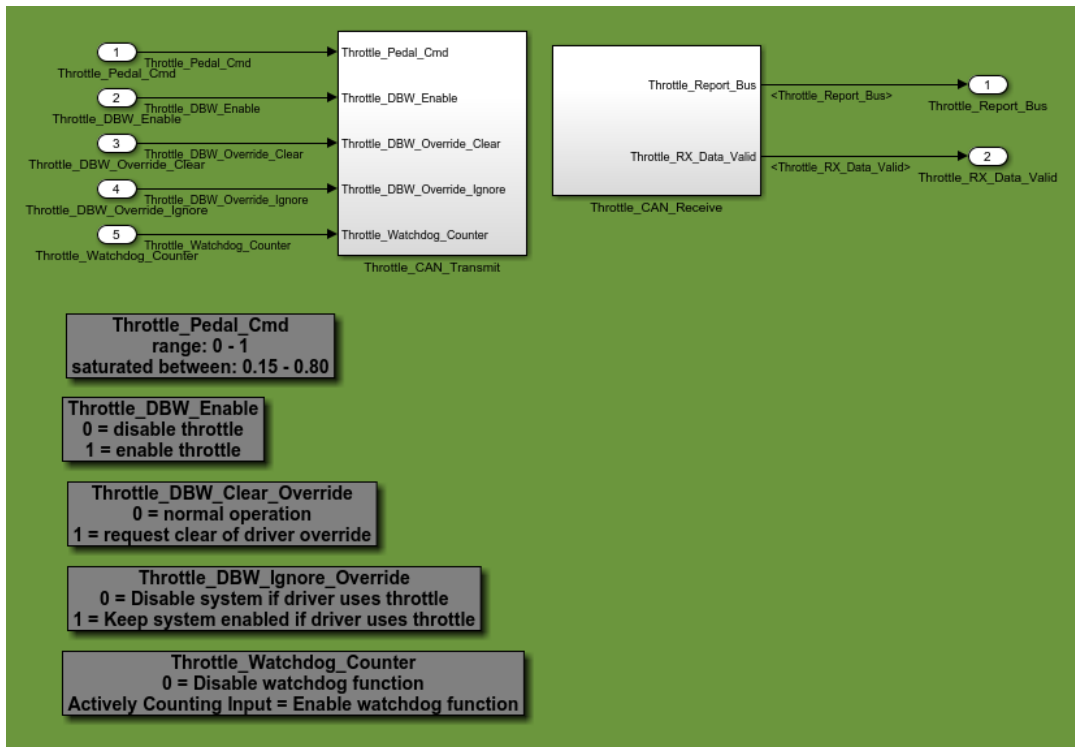 1
Throttle_Pedal_Cmd
Throttle_Pedal_Cmd
Throttle_Pedal_Cmd
2
Throttle_DBW_Enable
Throttle_DBW_Enable
Throttle_DBW_Enable
3
Throttle_DBW_Override_Clear
Throttle_DBW_Override_Clear
Throttle_DBW_Override_Clear
4
Throttle_DBW_Override_Ignore
Throttle_DBW_Override_Ignore
Throttle_DBW_Override_Ignore
5
Throttle_Watchdog_Counter
Throttle_Watchdog_Counter
Throttle_Watchdog_Counter
Throttle_CAN_Transmit
Throttle_Report_Bus
<Throttle_Report_Bus>
1
Throttle_Report_Bus
Throttle_RX_Data_Valid
<Throttle_RX_Data_Valid>
2
Throttle_RX_Data_Valid
Throttle_CAN_Receive
Throttle_Pedal_Cmd
range: 0 - 1
saturated between: 0.15 - 0.80
Throttle_DBW_Enable
0 = disable throttle
1 = enable throttle
Throttle_DBW_Clear_Override
0 = normal operation
1 = request clear of driver override
Throttle_DBW_Ignore_Override
0 = Disable system if driver uses throttle
1 = Keep system enabled if driver uses throttle
Throttle_Watchdog_Counter
0 = Disable watchdog function
Actively Counting Input = Enable watchdog function